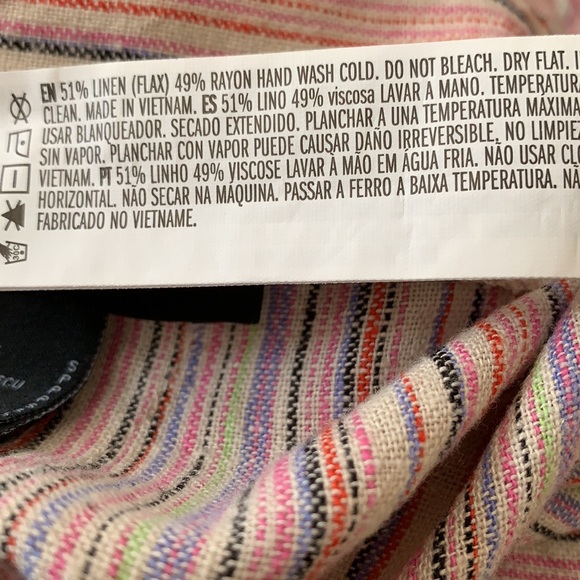 EN 51% LINEN (FLAX) 49% RAYON HAND WASH COLD. DO NOT BLEACH. DRY FLAT.
CLEAN. MADE IN VIETNAM. ES 51% LINO 49% viscosa LAVAR A MANO. TEMPERATUR
USAR BLANQUEADOR. SECADO EXTENDIDO. PLANCHAR A UNA TEMPERATURA MÁXIMA
SIN VAPOR. PLANCHAR CON VAPOR PUEDE CAUSAR DAÑO IRREVERSIBLE, NO LIMPIE
VIETNAM. PT 51% LINHO 49% VISCOSE LAVAR À MÃO EM ÁGUA FRIA. NÃO USAR CLO
HORIZONTAL. NÃO SECAR NA MÁQUINA. PASSAR A FERRO A BAIXA TEMPERATURA. NÃO
FABRICADO NO VIETNAME.